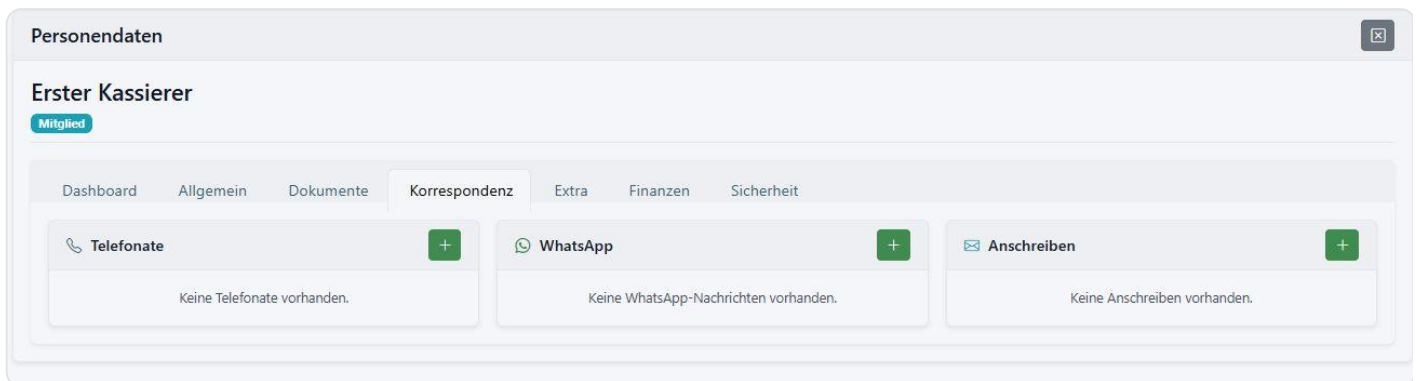 Personendaten
Erster Kassierer
Mitglied
Dashboard Allgemein Dokumente Korrespondenz Extra Finanzen Sicherheit
Telefonate
Keine Telefonate vorhanden.
WhatsApp
Keine WhatsApp-Nachrichten vorhanden.
Anschreiben
Keine Anschreiben vorhanden.